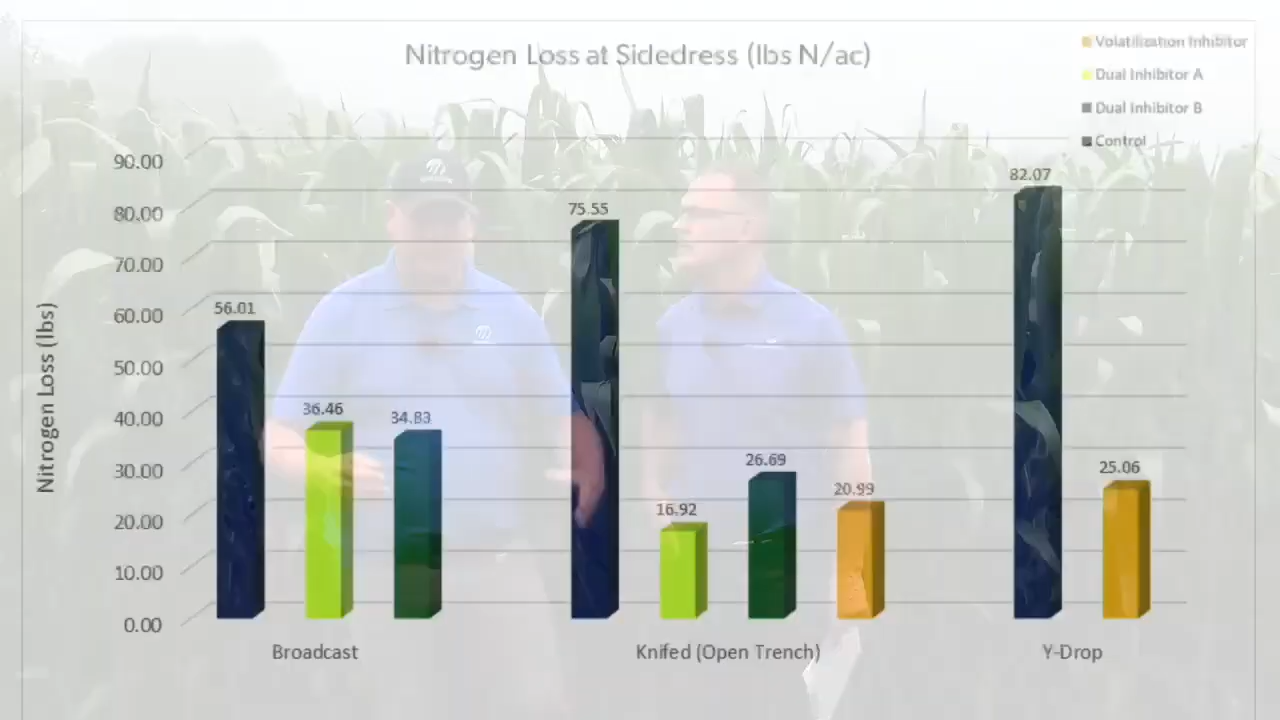 Nitrogen Loss at Sidedress (lbs N/ac)
Volatilization Inhibitor
Dual Inhibitor A
Dual Inhibitor B
Control
Nitrogen Loss (lbs)
90.00
80.00
70.00
60.00
50.00
40.00
30.00
20.00
10.00
0.00
56.01
36.46
34.83
75.55
16.92
26.69
20.99
82.07
25.06
Broadcast
Knifed (Open Trench)
Y-Drop